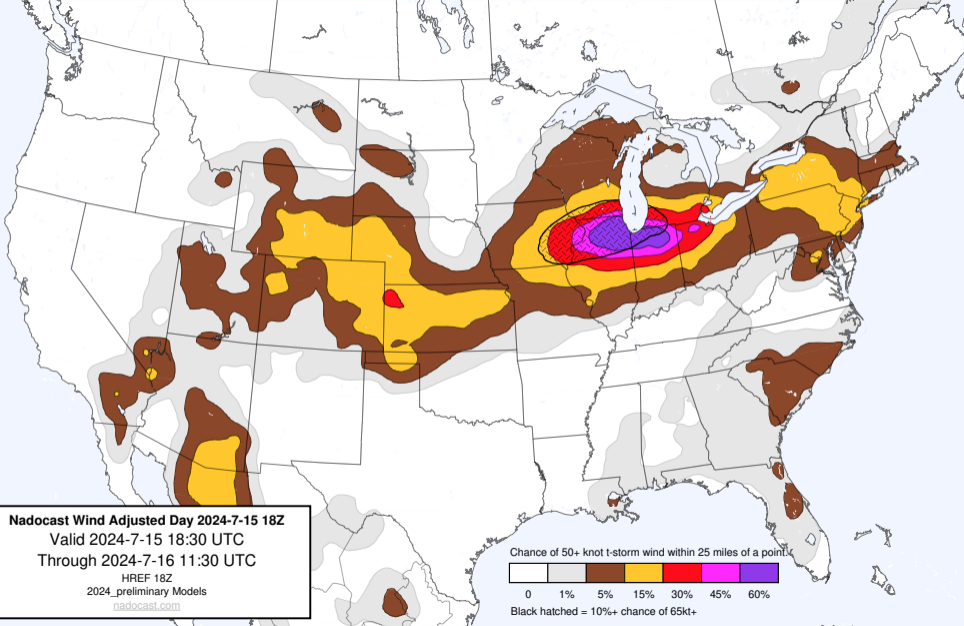 Nadocast Wind Adjusted Day 2024-7-15 18Z
Valid 2024-7-15 18:30 UTC
Through 2024-7-16 11:30 UTC
HREF 18Z
2024_preliminary Models
nadocast.com
Chance of 50+ knot t-storm wind within 25 miles of a point.
0 1% 5% 15% 30% 45% 60%
Black hatched = 10%+ chance of 65kt+